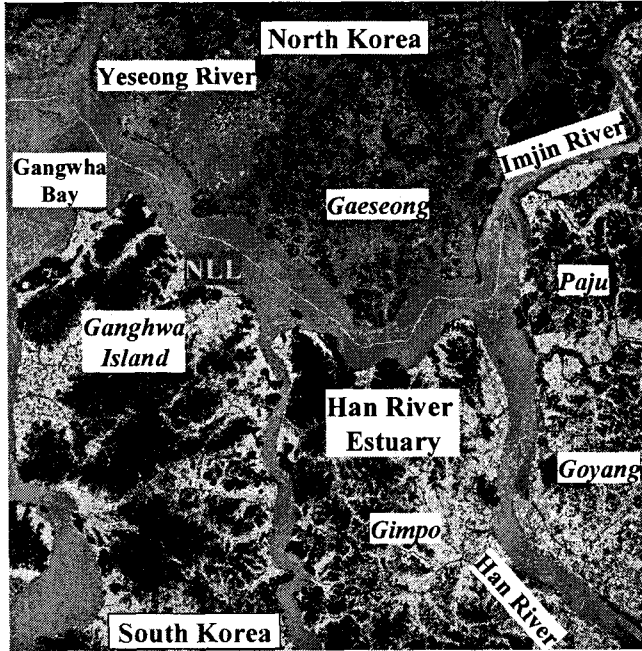 North Korea
Yeseong River
Imjin River
Gangwha
Bay
Gaeseong
NLL
Paju
Ganghwa
Island
Han River
Estuary
Goyang
Gimpo
Han River
South Korea